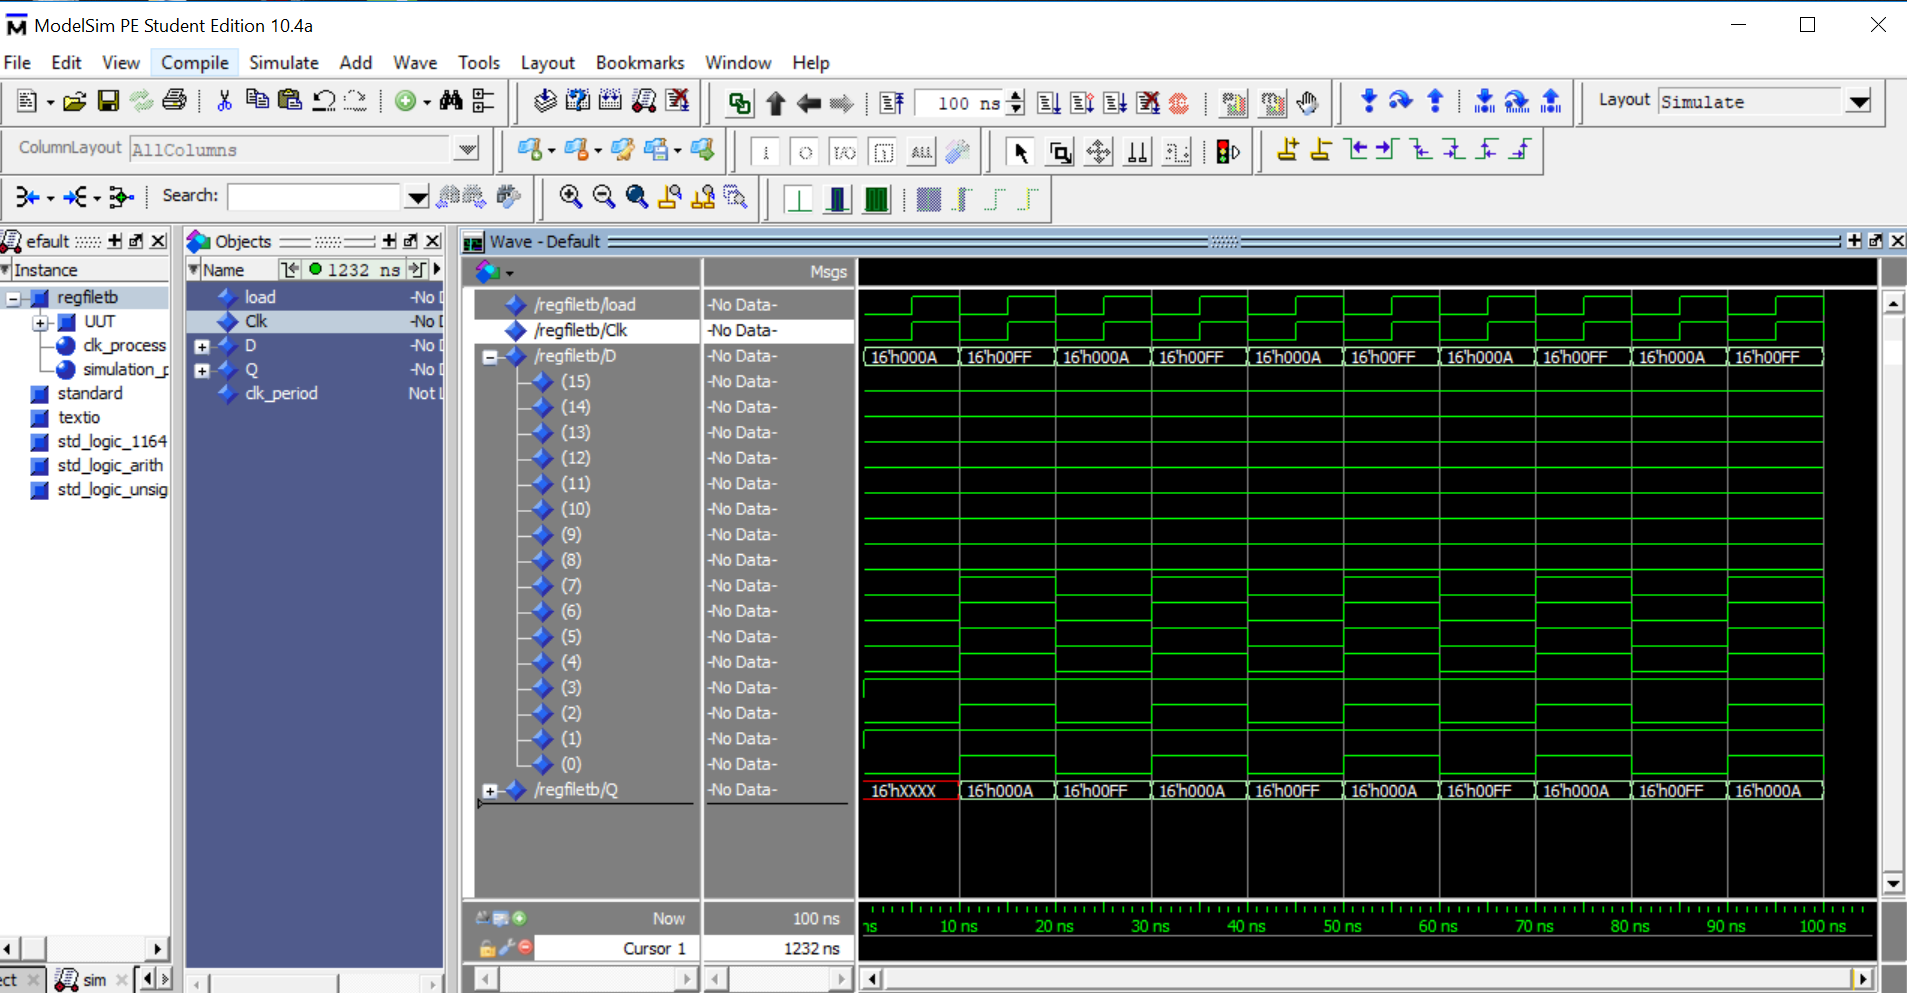 ModelSim PE Student Edition 10.4a
File Edit View Compile Simulate Add Wave Tools Layout Bookmarks Window Help
100 ns Layout Simulate
ColumnLayout AllColumns
Search:
efault
Instance
regfiletb
UUT
clk_process
simulation_p
standard
textio
std_logic_1164
std_logic_arith
std_logic_unsig
ect sim
Objects
Name 1232 ns
load -No D
Clk -No D
D -No D
Q -No D
clk_period Not L
Wave - Default
Msgs
/regfiletb/load -No Data-
/regfiletb/Clk -No Data-
/regfiletb/D -No Data- 16'h000A 16'h00FF 16'h000A 16'h00FF 16'h000A 16'h00FF 16'h000A 16'h00FF 16'h000A 16'h00FF
(15) -No Data-
(14) -No Data-
(13) -No Data-
(12) -No Data-
(11) -No Data-
(10) -No Data-
(9) -No Data-
(8) -No Data-
(7) -No Data-
(6) -No Data-
(5) -No Data-
(4) -No Data-
(3) -No Data-
(2) -No Data-
(1) -No Data-
(0) -No Data-
/regfiletb/Q -No Data- 16'hXXXX 16'h000A 16'h00FF 16'h000A 16'h00FF 16'h000A 16'h00FF 16'h000A 16'h00FF 16'h000A
Now 100 ns
ns 10 ns 20 ns 30 ns 40 ns 50 ns 60 ns 70 ns 80 ns 90 ns 100 ns
Cursor 1 1232 ns